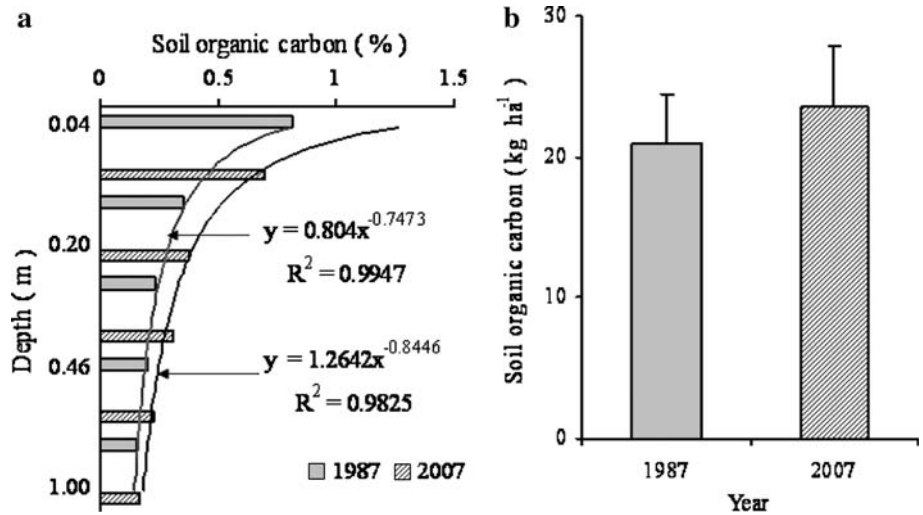 a
Soil organic carbon ( % )
0 0.5 1 1.5
0.04
0.20
0.46
1.00
Depth ( m )
y = 0.804x^-0.7473
R² = 0.9947
y = 1.2642x^-0.8446
R² = 0.9825
1987 2007
b
Soil organic carbon ( kg ha⁻¹ )
30
20
10
0
1987 2007
Year